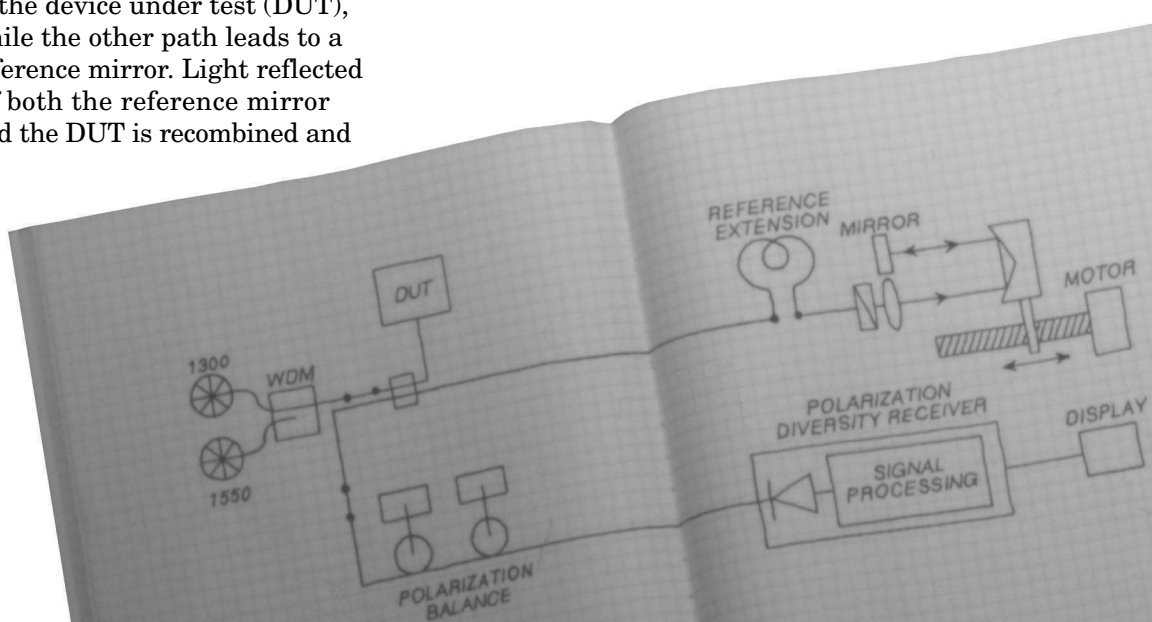 the device under test (DUT),
while the other path leads to a
reference mirror. Light reflected
both the reference mirror
the DUT is recombined and
REFERENCE
EXTENSION
MIRROR
MOTOR
DUT
1300
WDM
1550
POLARIZATION
DIVERSITY RECEIVER
DISPLAY
SIGNAL
PROCESSING
POLARIZATION
BALANCE